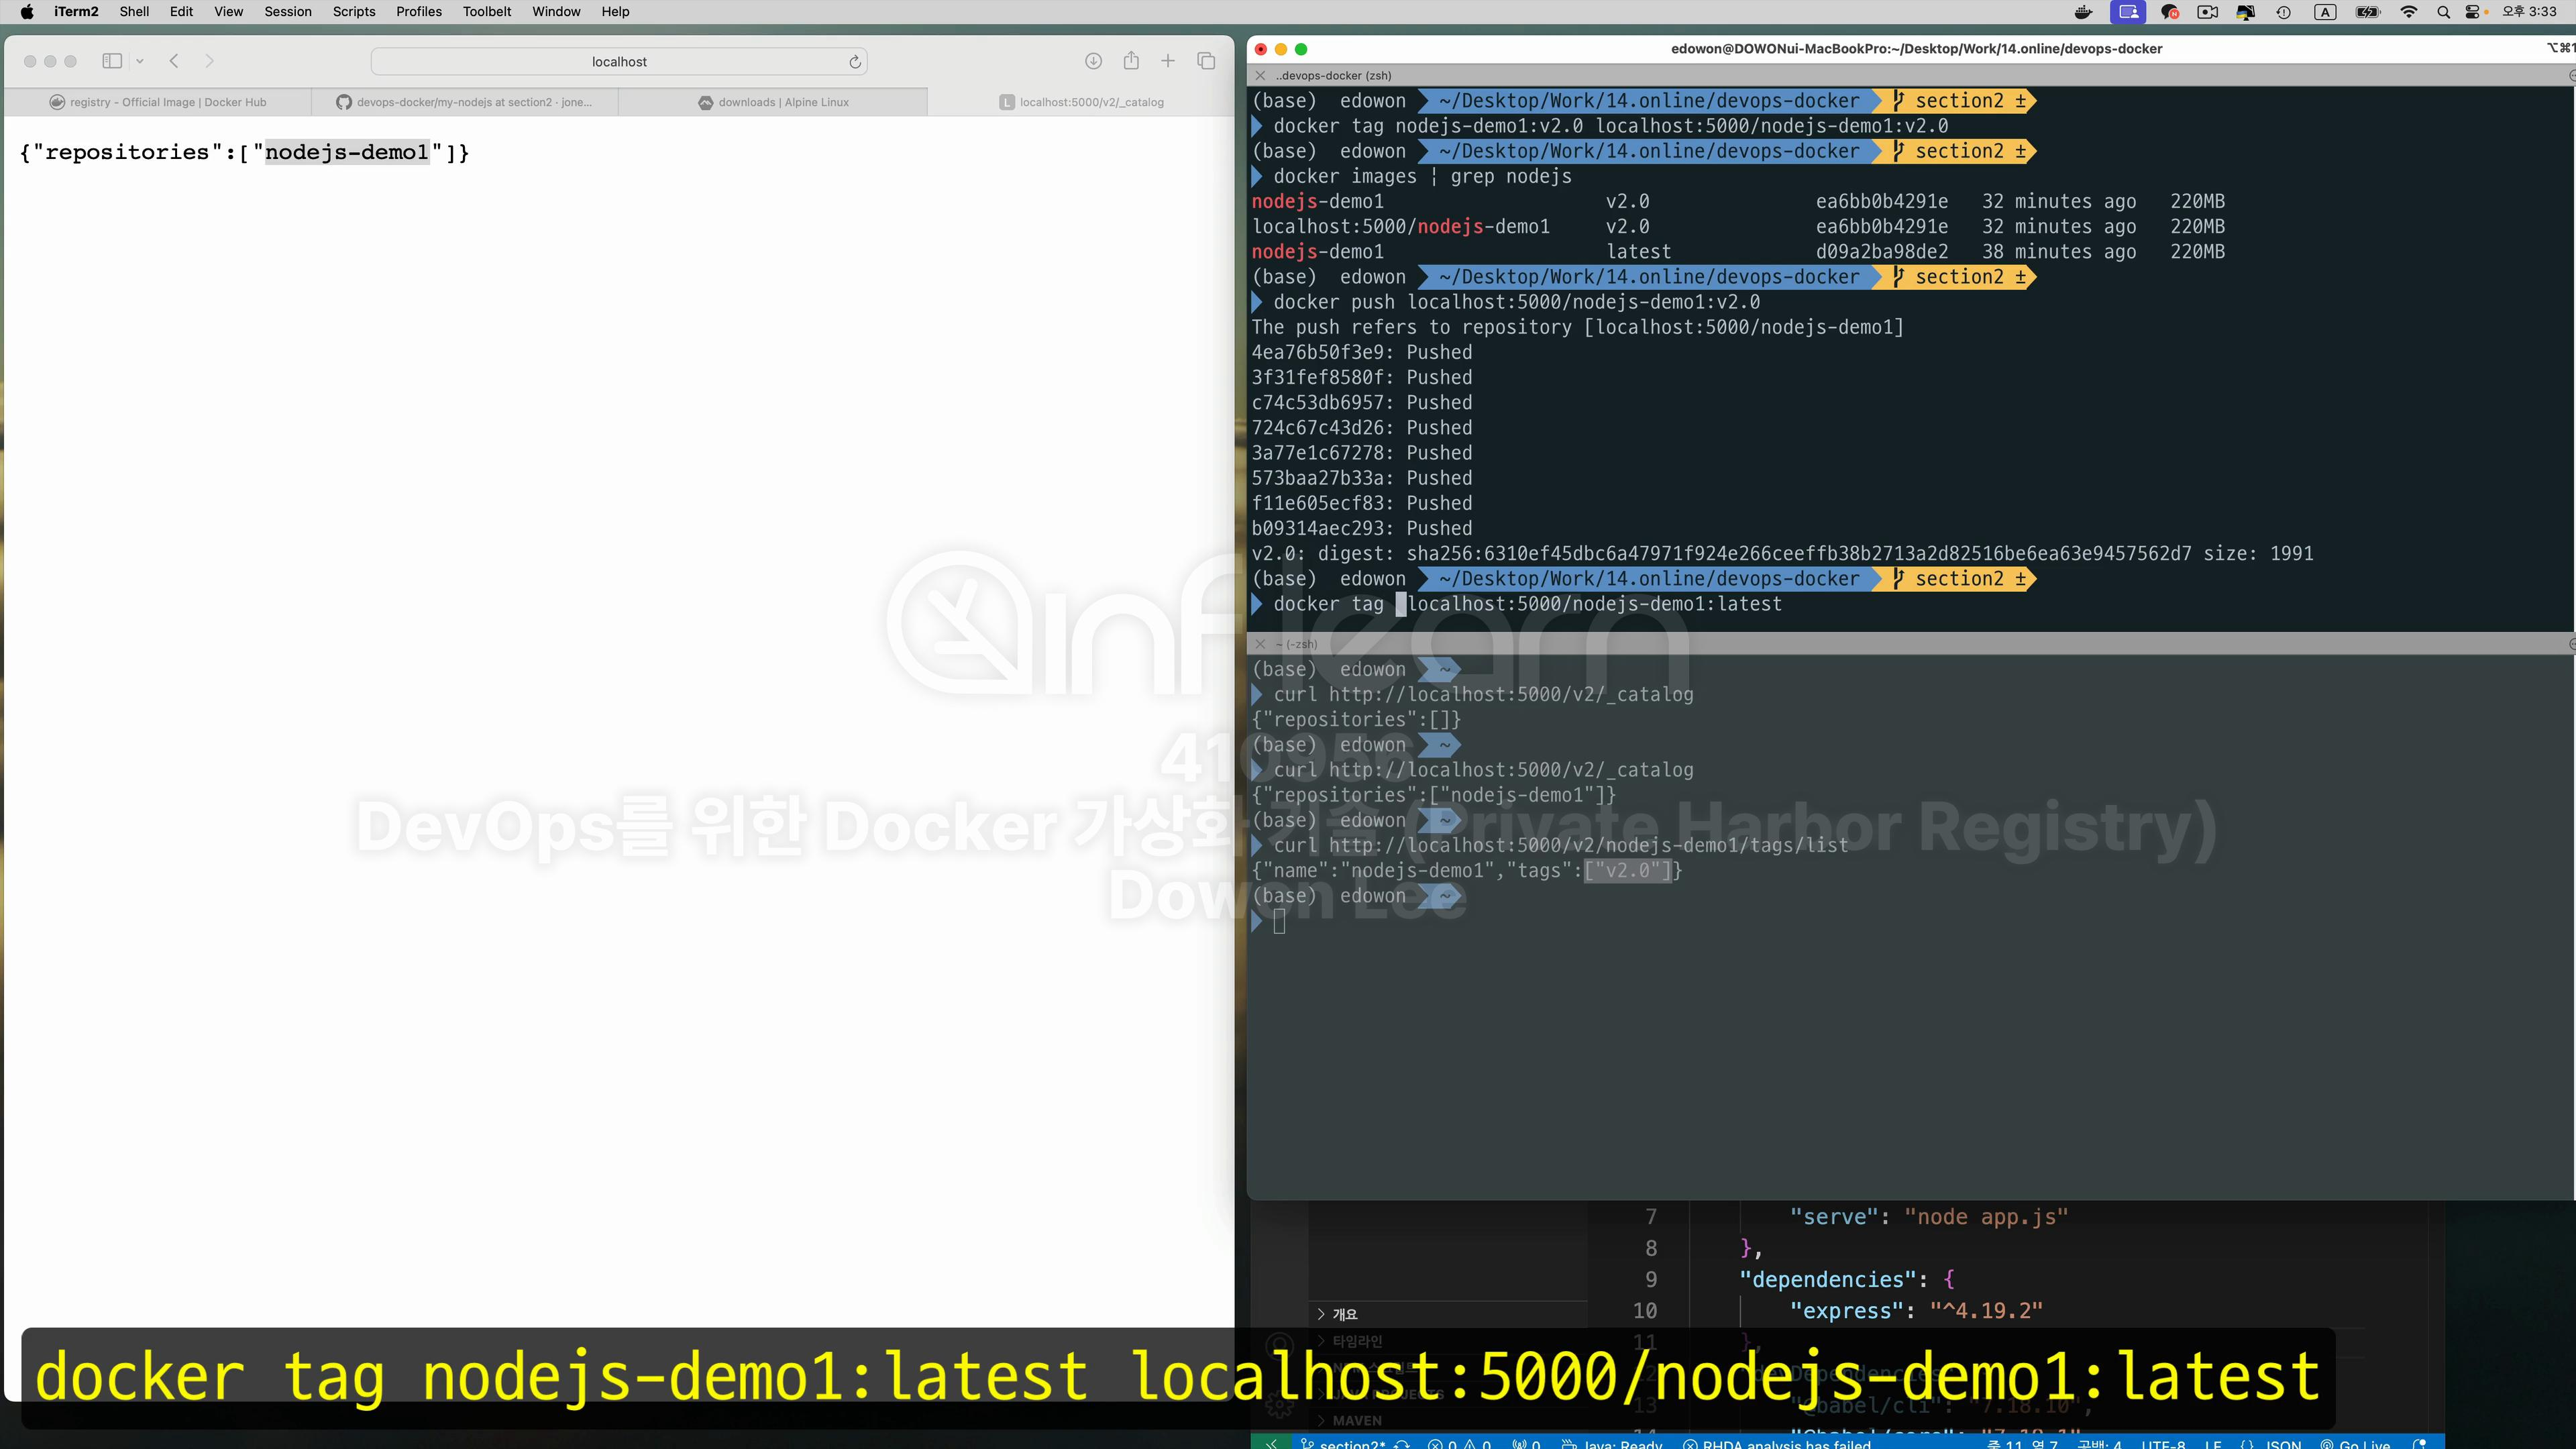 iTerm2 Shell Edit View Session Scripts Profiles Toolbelt Window Help
A 오후 3:33
localhost
registry - Official Image | Docker Hub
devops-docker/my-nodejs at section2 · jone...
downloads | Alpine Linux
L localhost:5000/v2/_catalog
{"repositories":["nodejs-demo1"]}
edowon@DOWONui-MacBookPro:~/Desktop/Work/14.online/devops-docker
⌥⌘1
..devops-docker (zsh)
(base) edowon ~/Desktop/Work/14.online/devops-docker section2 ±
docker tag nodejs-demo1:v2.0 localhost:5000/nodejs-demo1:v2.0
(base) edowon ~/Desktop/Work/14.online/devops-docker section2 ±
docker images | grep nodejs
nodejs-demo1 v2.0 ea6bb0b4291e 32 minutes ago 220MB
localhost:5000/nodejs-demo1 v2.0 ea6bb0b4291e 32 minutes ago 220MB
nodejs-demo1 latest d09a2ba98de2 38 minutes ago 220MB
(base) edowon ~/Desktop/Work/14.online/devops-docker section2 ±
docker push localhost:5000/nodejs-demo1:v2.0
The push refers to repository [localhost:5000/nodejs-demo1]
4ea76b50f3e9: Pushed
3f31fef8580f: Pushed
c74c53db6957: Pushed
724c67c43d26: Pushed
3a77e1c67278: Pushed
573baa27b33a: Pushed
f11e605ecf83: Pushed
b09314aec293: Pushed
v2.0: digest: sha256:6310ef45dbc6a47971f924e266ceeffb38b2713a2d82516be6ea63e9457562d7 size: 1991
(base) edowon ~/Desktop/Work/14.online/devops-docker section2 ±
docker tag localhost:5000/nodejs-demo1:latest
~ (-zsh)
(base) edowon ~
curl http://localhost:5000/v2/_catalog
{"repositories":[]}
(base) edowon ~
curl http://localhost:5000/v2/_catalog
{"repositories":["nodejs-demo1"]}
(base) edowon ~
curl http://localhost:5000/v2/nodejs-demo1/tags/list
{"name":"nodejs-demo1","tags":["v2.0"]}
(base) edowon ~
inflearn
410956
DevOps를 위한 Docker 가상화 기술 (Private Harbor Registry)
Dowon Lee
7 "serve": "node app.js"
8 },
9 "dependencies": {
10 "express": "^4.19.2"
11 },
개요
타임라인
13 "@babel/cli": "7.18.10",
MAVEN
docker tag nodejs-demo1:latest localhost:5000/nodejs-demo1:latest
section2* 0 0 0 Java: Ready RHDA analysis has failed 줄 11, 열 7 공백: 4 UTF-8 LF {} JSON Go Live